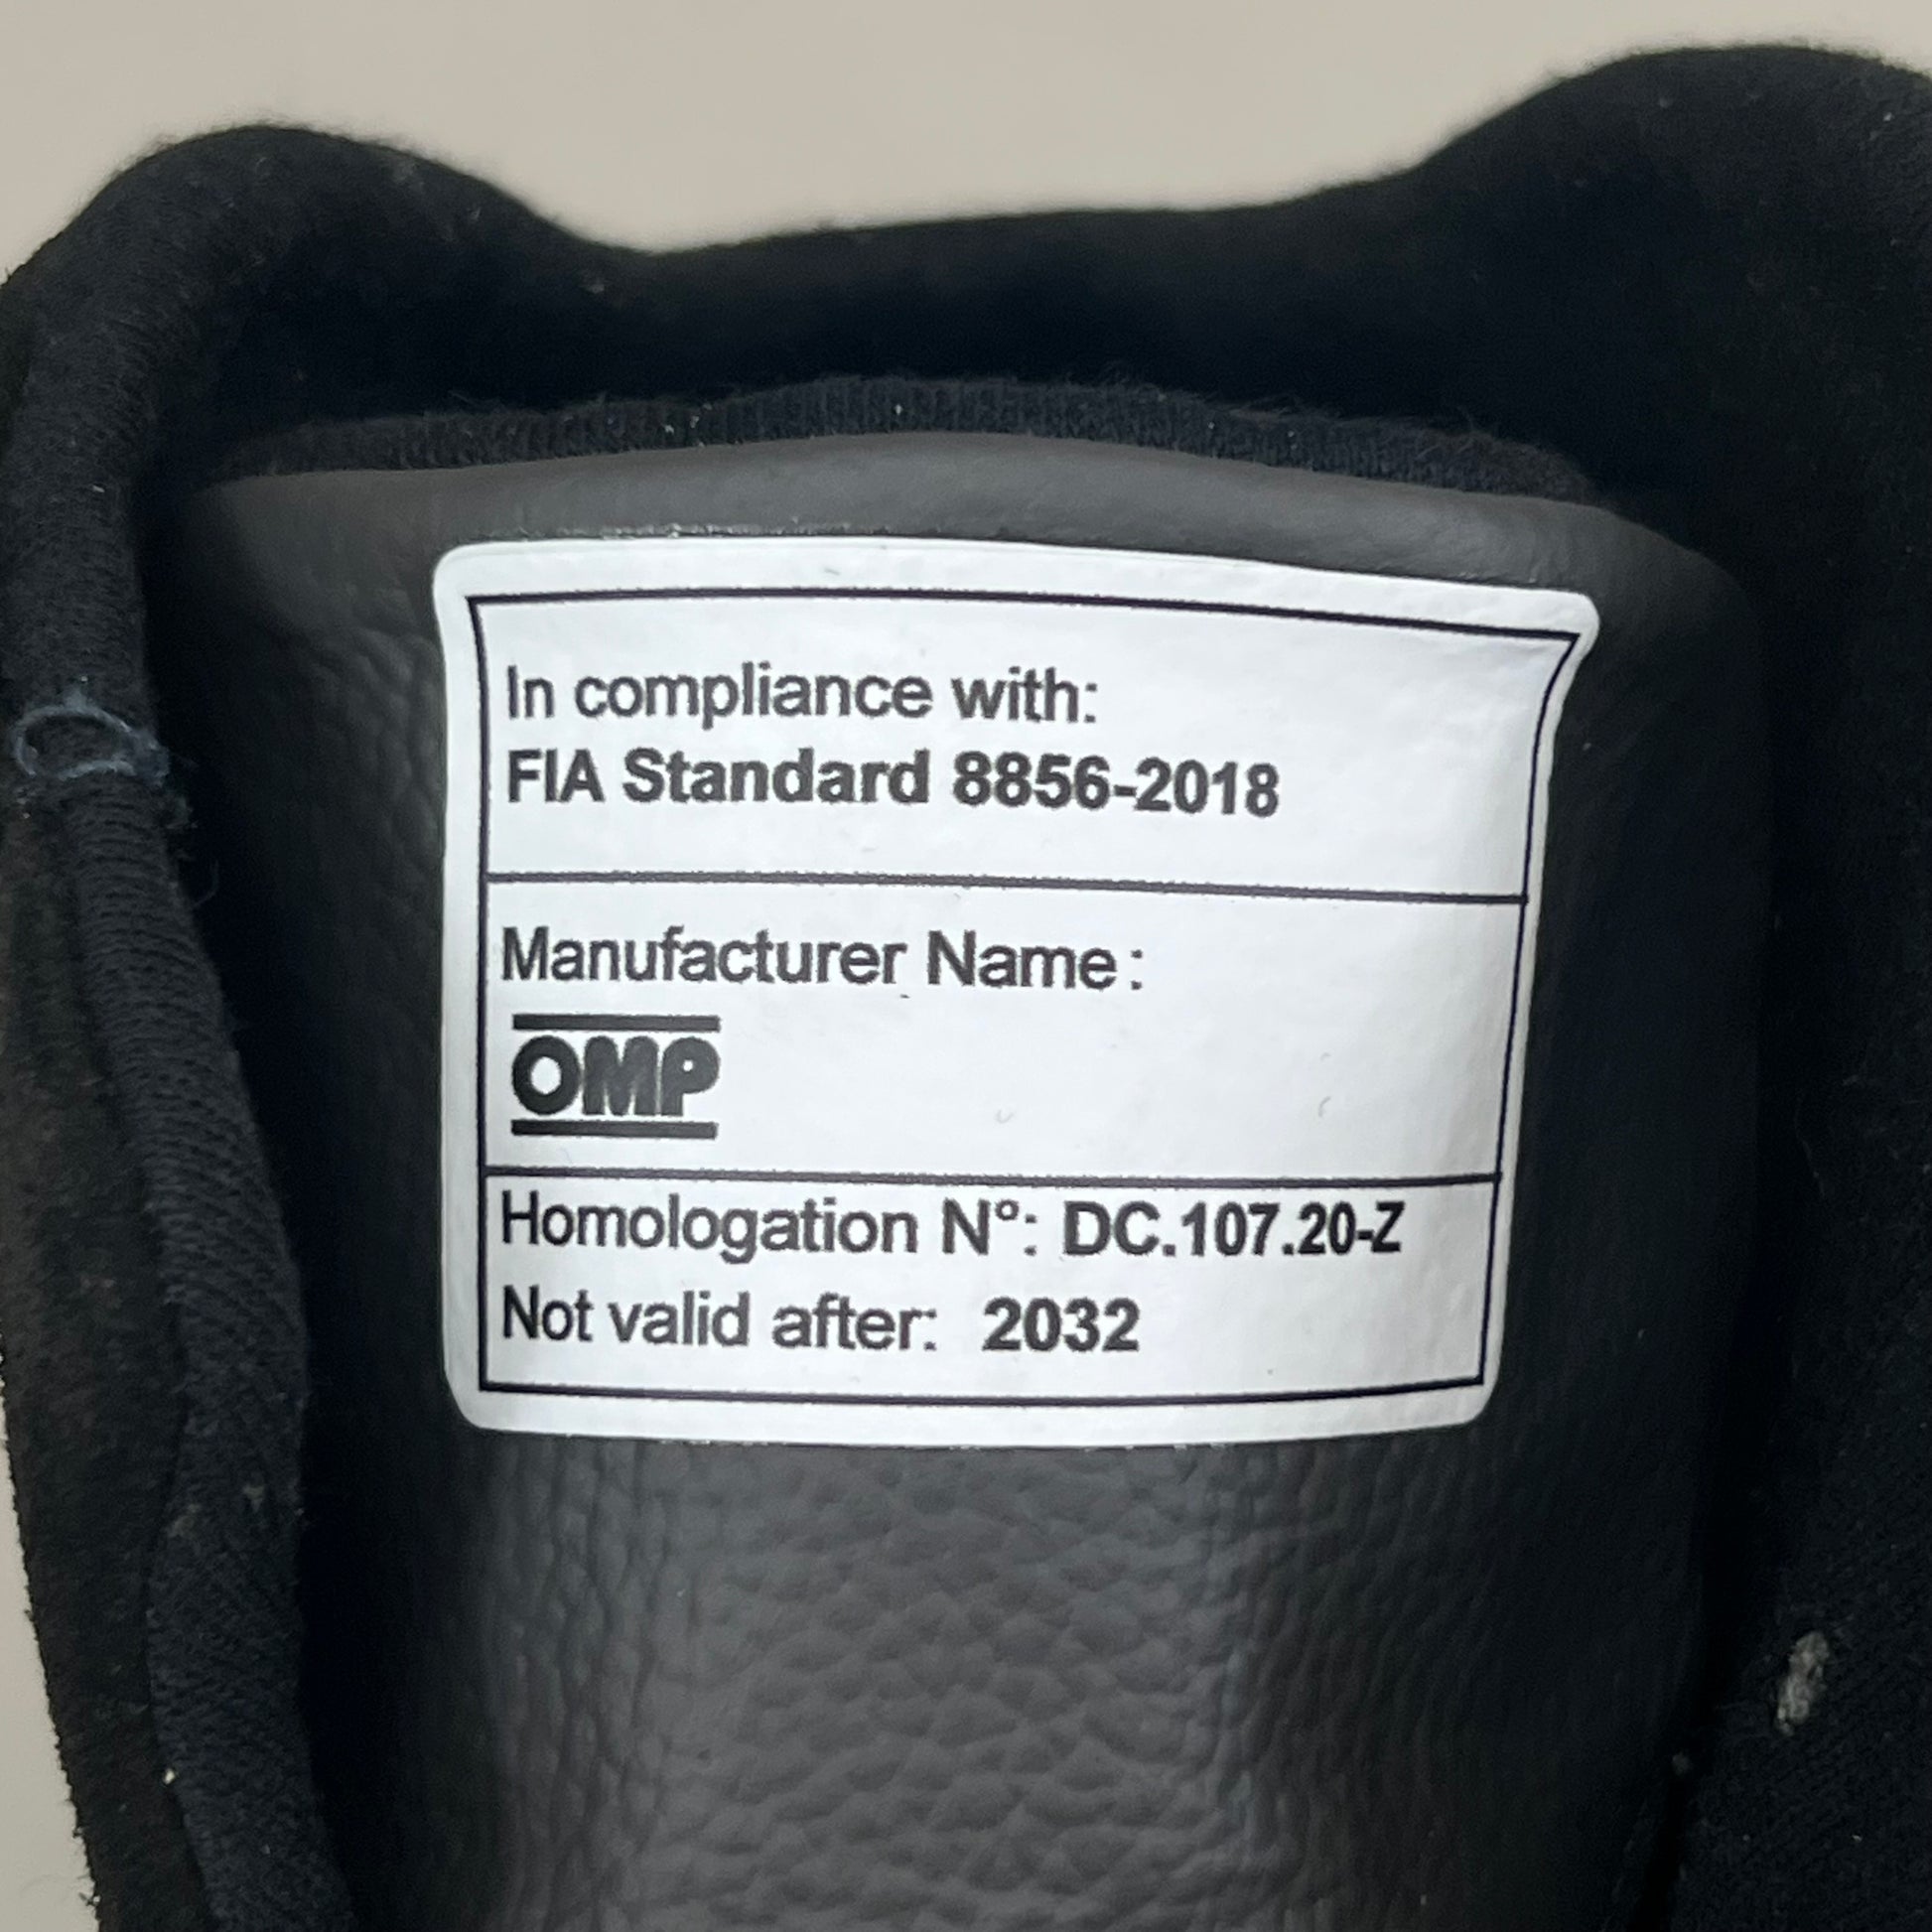 In compliance with:
FIA Standard 8856-2018
Manufacturer Name:
OMP
Homologation N°: DC.107.20-Z
Not valid after: 2032